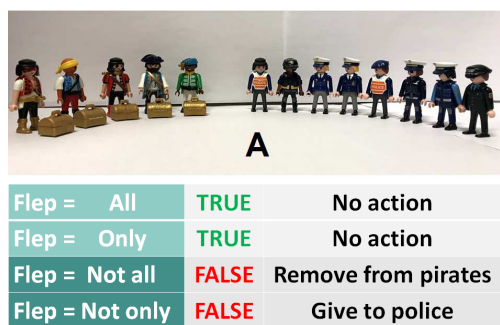 A
Flep = All TRUE No action
Flep = Only TRUE No action
Flep = Not all FALSE Remove from pirates
Flep = Not only FALSE Give to police